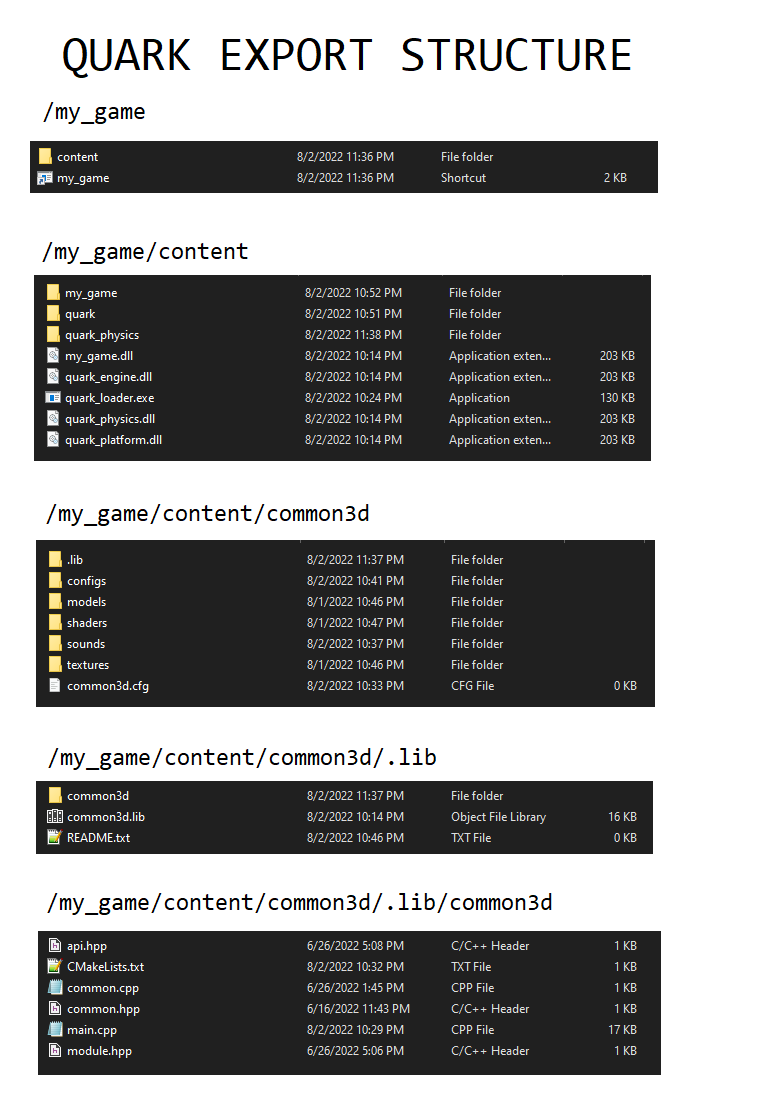 QUARK EXPORT STRUCTURE
/my_game
content 8/2/2022 11:36 PM File folder
my_game 8/2/2022 11:36 PM Shortcut 2 KB
/my_game/content
my_game 8/2/2022 10:52 PM File folder
quark 8/2/2022 10:51 PM File folder
quark_physics 8/2/2022 11:38 PM File folder
my_game.dll 8/2/2022 10:14 PM Application exten... 203 KB
quark_engine.dll 8/2/2022 10:14 PM Application exten... 203 KB
quark_loader.exe 8/2/2022 10:24 PM Application 130 KB
quark_physics.dll 8/2/2022 10:14 PM Application exten... 203 KB
quark_platform.dll 8/2/2022 10:14 PM Application exten... 203 KB
/my_game/content/common3d
.lib 8/2/2022 11:37 PM File folder
configs 8/2/2022 10:41 PM File folder
models 8/1/2022 10:46 PM File folder
shaders 8/1/2022 10:47 PM File folder
sounds 8/2/2022 10:37 PM File folder
textures 8/1/2022 10:46 PM File folder
common3d.cfg 8/2/2022 10:33 PM CFG File 0 KB
/my_game/content/common3d/.lib
common3d 8/2/2022 11:37 PM File folder
common3d.lib 8/2/2022 10:14 PM Object File Library 16 KB
README.txt 8/2/2022 10:46 PM TXT File 0 KB
/my_game/content/common3d/.lib/common3d
api.hpp 6/26/2022 5:08 PM C/C++ Header 1 KB
CMakeLists.txt 8/2/2022 10:32 PM TXT File 1 KB
common.cpp 6/26/2022 1:45 PM CPP File 1 KB
common.hpp 6/16/2022 11:43 PM C/C++ Header 1 KB
main.cpp 8/2/2022 10:29 PM CPP File 17 KB
module.hpp 6/26/2022 5:06 PM C/C++ Header 1 KB